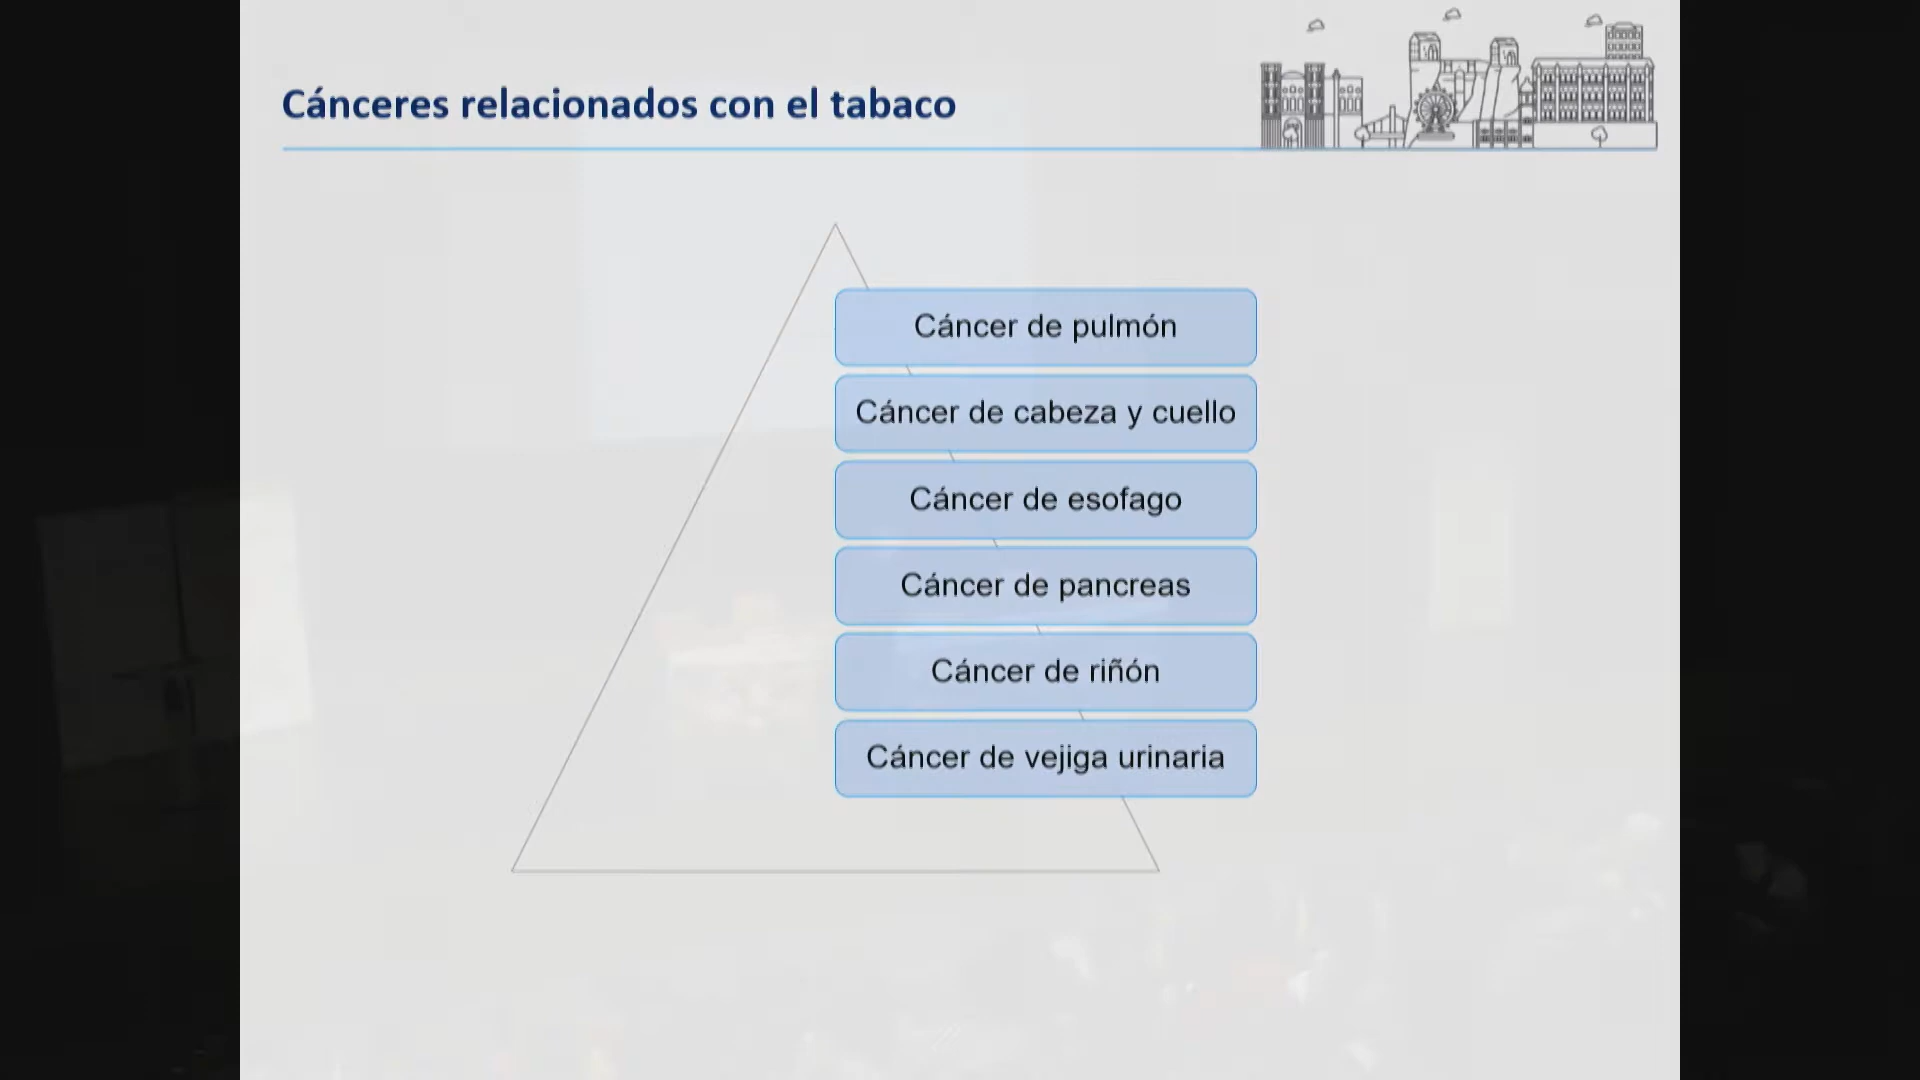 Cánceres relacionados con el tabaco
Cáncer de pulmón
Cáncer de cabeza y cuello
Cáncer de esofago
Cáncer de pancreas
Cáncer de riñón
Cáncer de vejiga urinaria